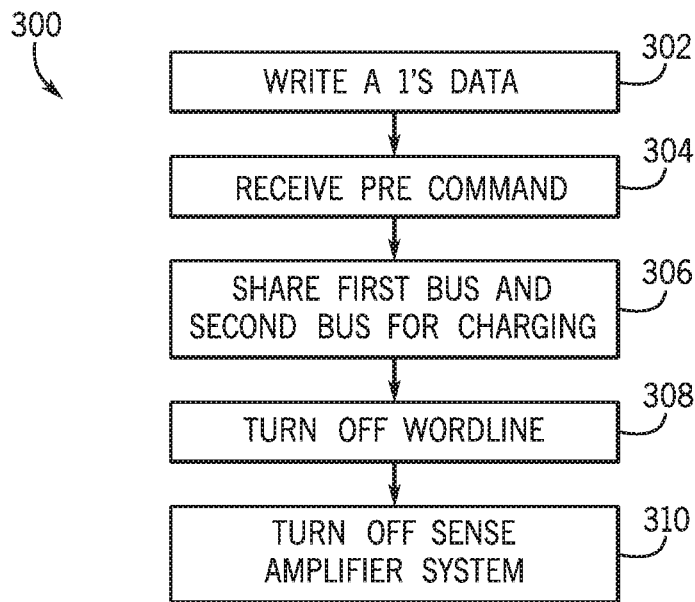 300
WRITE A 1'S DATA
302
RECEIVE PRE COMMAND
304
SHARE FIRST BUS AND
SECOND BUS FOR CHARGING
306
TURN OFF WORDLINE
308
TURN OFF SENSE
AMPLIFIER SYSTEM
310